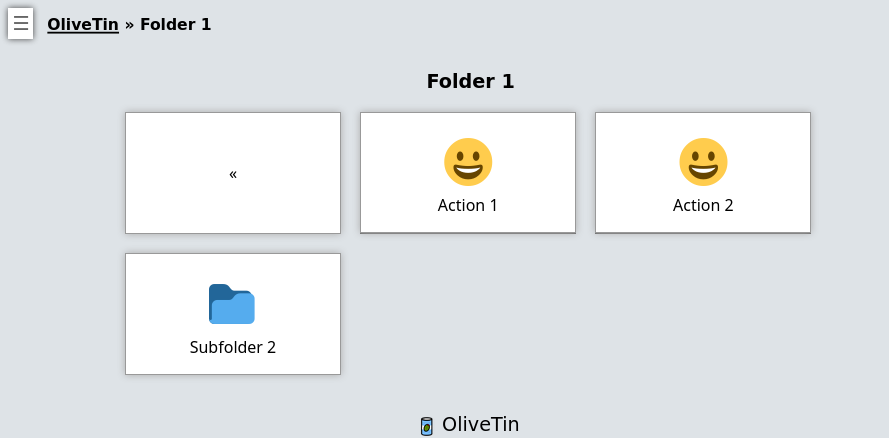 OliveTin » Folder 1
Folder 1
«
Action 1
Action 2
Subfolder 2
OliveTin